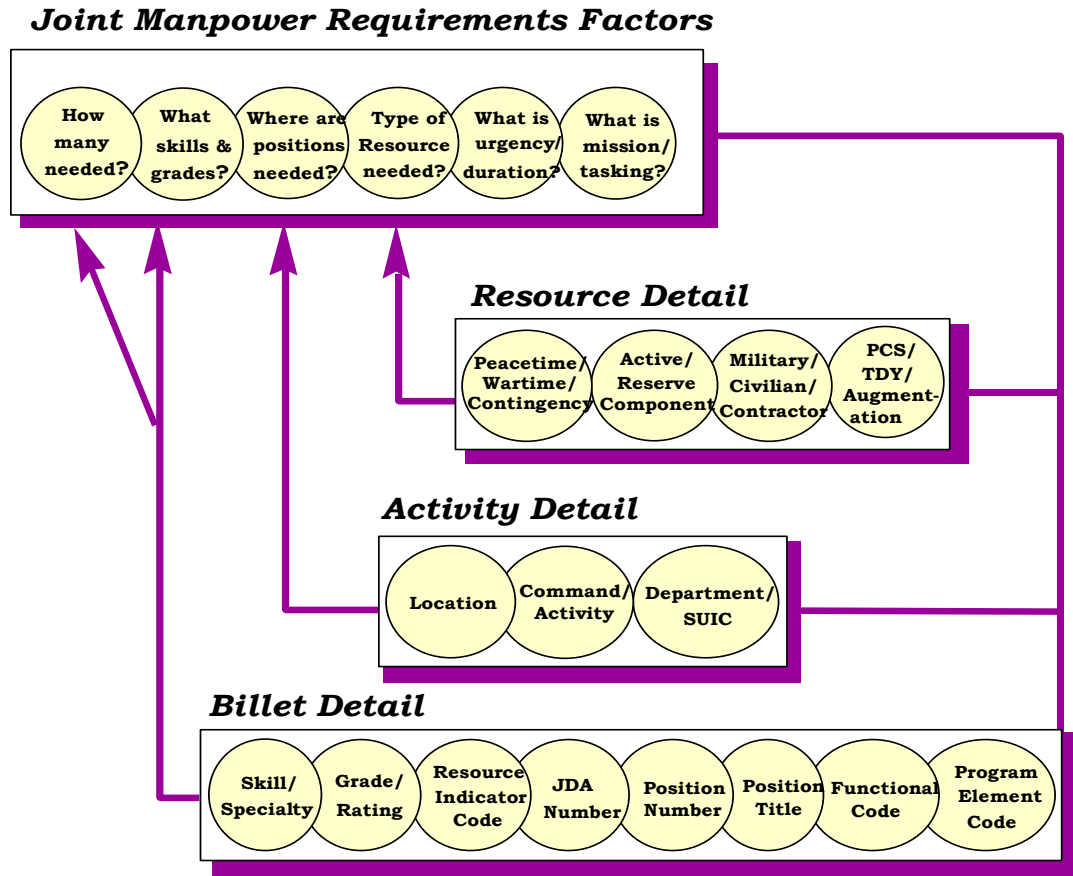 Joint Manpower Requirements Factors
How
many
needed?
What
skills &
grades?
Where are
positions
needed?
Type of
Resource
needed?
What is
urgency/
duration?
What is
mission/
tasking?
Resource Detail
Peacetime/
Wartime/
Contingency
Active/
Reserve
Component
Military/
Civilian/
Contractor
PCS/
TDY/
Augment-
ation
Activity Detail
Location
Command/
Activity
Department/
SUIC
Billet Detail
Skill/
Specialty
Grade/
Rating
Resource
Indicator
Code
JDA
Number
Position
Number
Position
Title
Functional
Code
Program
Element
Code